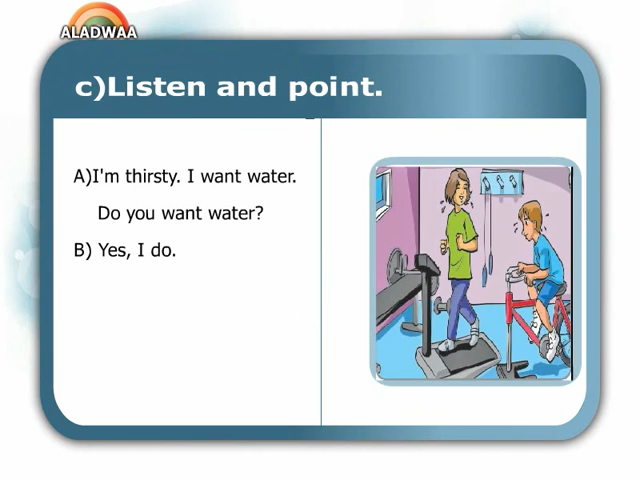 ALADWAA
c)Listen and point.
A)I'm thirsty. I want water.
Do you want water?
B) Yes, I do.